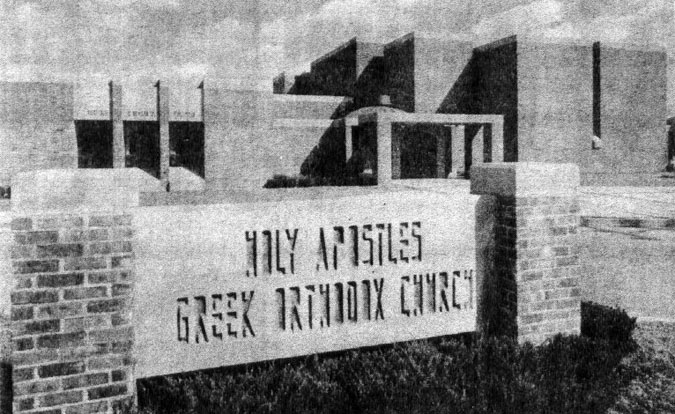 HOLY APOSTLES
GREEK ORTHODOX CHURCH